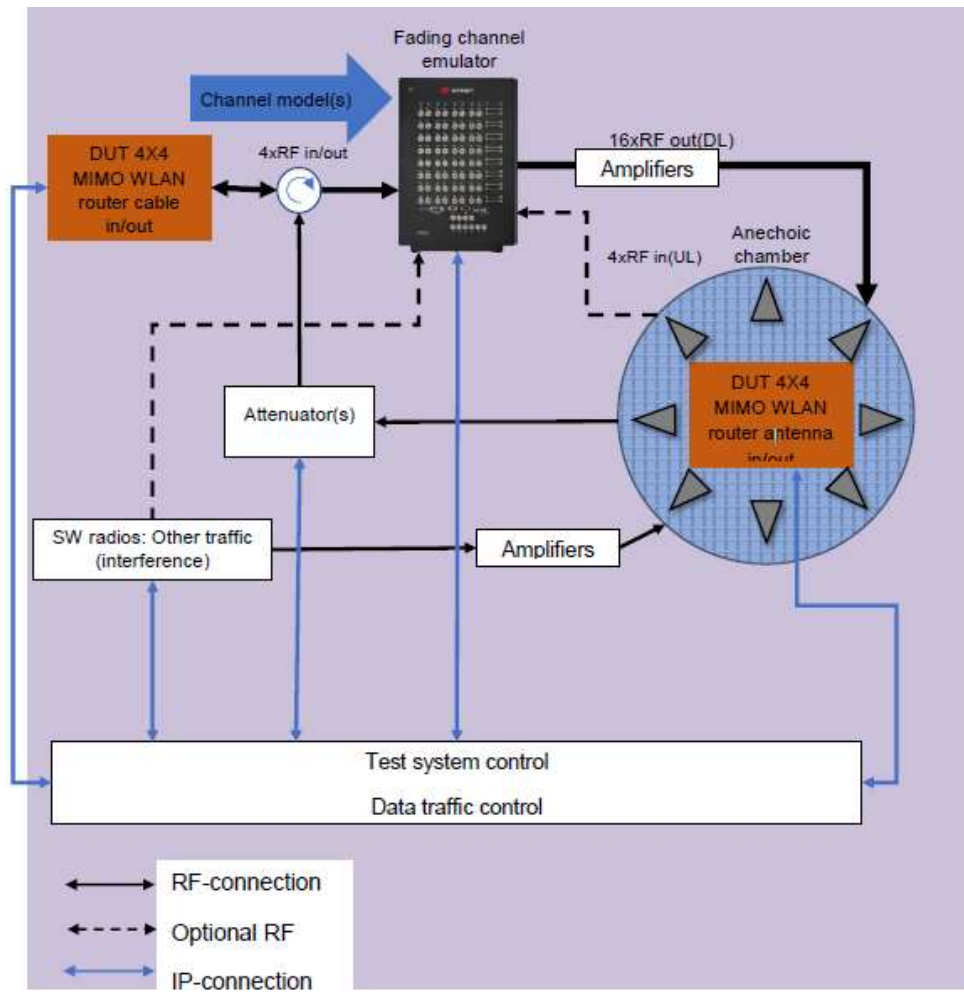 Fading channel
emulator
Channel model(s)
DUT 4X4
MIMO WLAN
router cable
in/out
4xRF in/out
16xRF out(DL)
Amplifiers
4xRF in(UL)
Anechoic
chamber
DUT 4X4
MIMO WLAN
router antenna
in/out
Attenuator(s)
SW radios: Other traffic
(interference)
Amplifiers
Test system control
Data traffic control
RF-connection
Optional RF
IP-connection